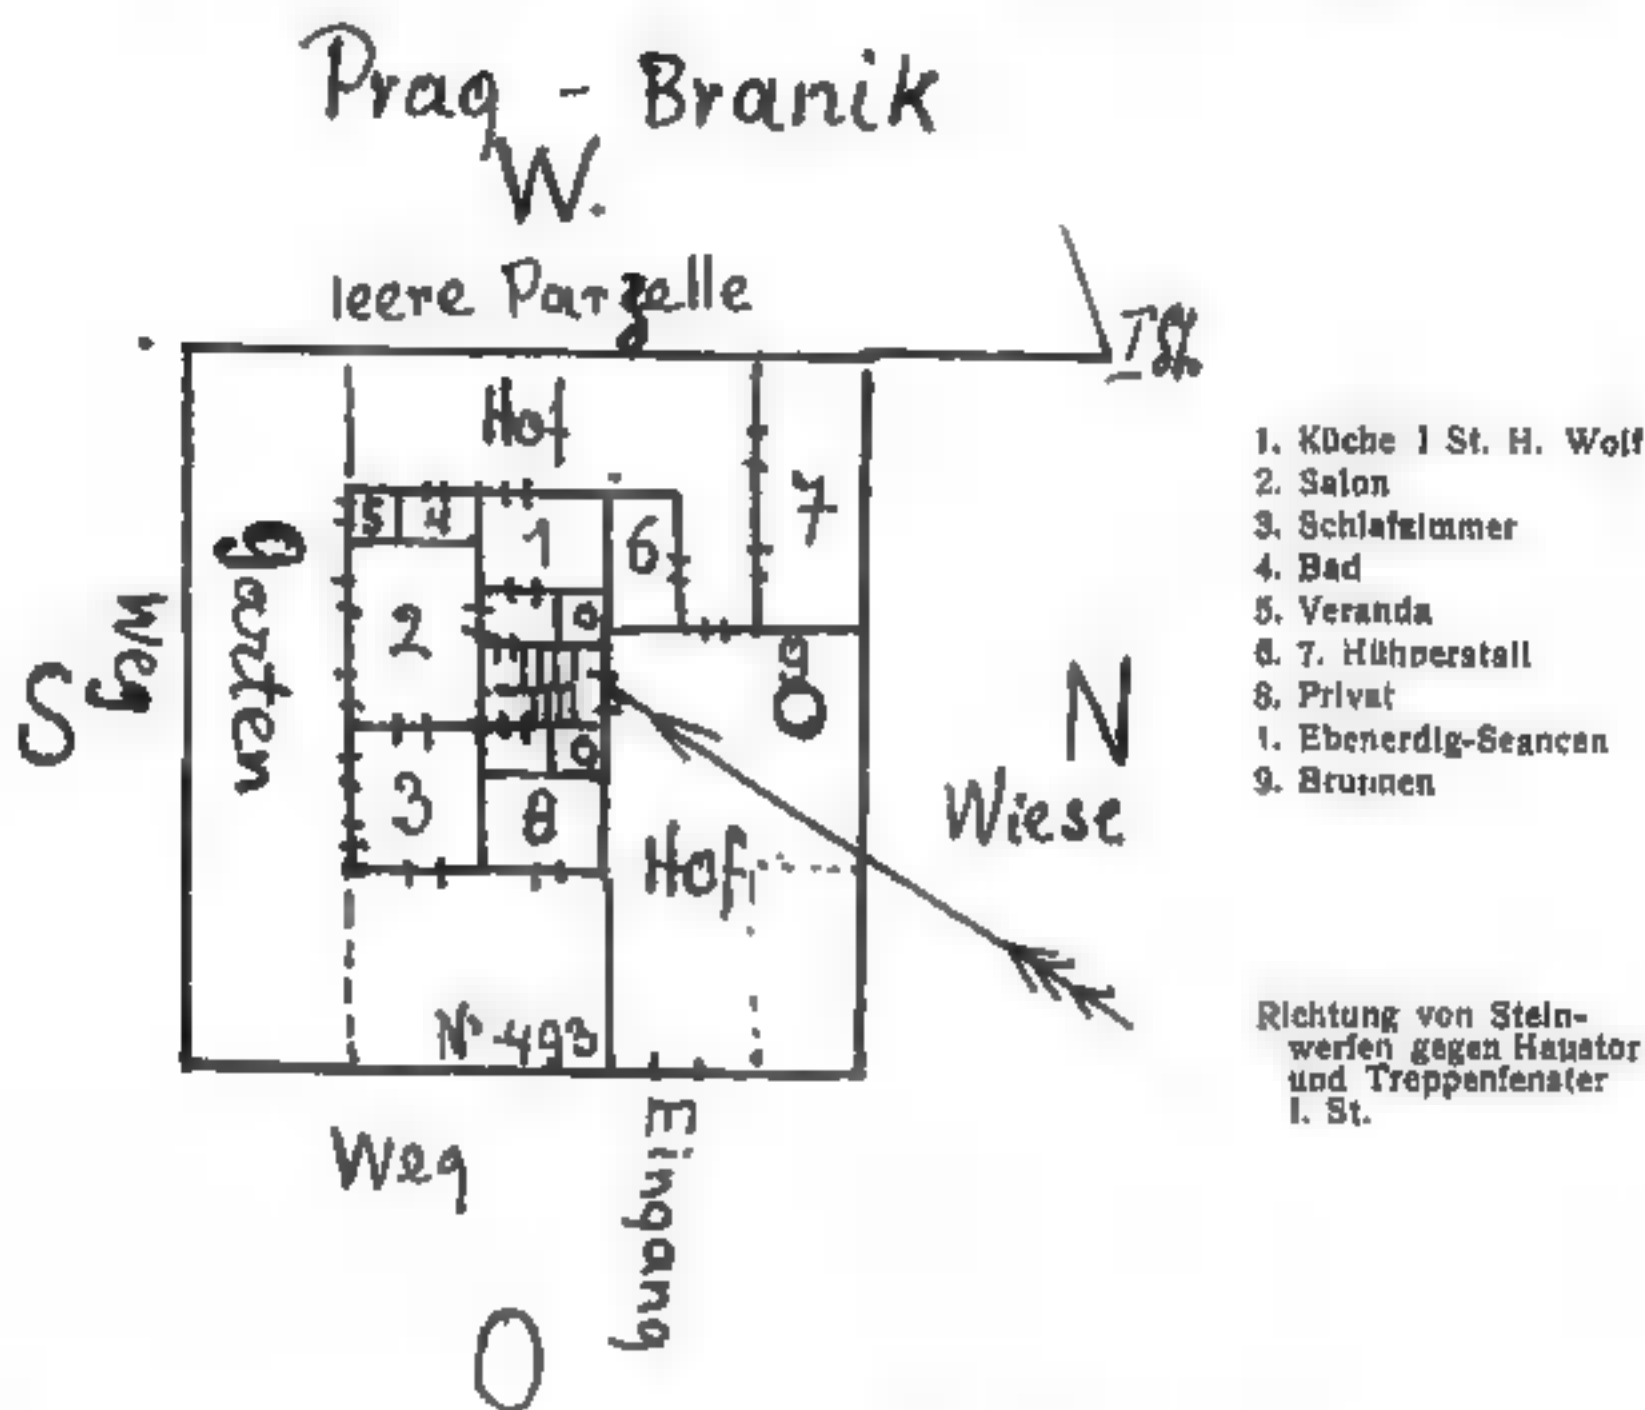 Prag - Branik
W.
leere Parzelle
Hof
5 4 1 6 7
2
3 8
Garten
Weg
S
N
Wiese
Hof
Nº 493
Weg
Eingang
O
1. Küche I St. H. Wolf
2. Salon
3. Schlafzimmer
4. Bad
5. Veranda
6. 7. Hühnerstall
8. Privat
1. Ebenerdig-Seancen
9. Brunnen
Richtung von Stein-
werfen gegen Haustor
und Treppenfenster
I. St.